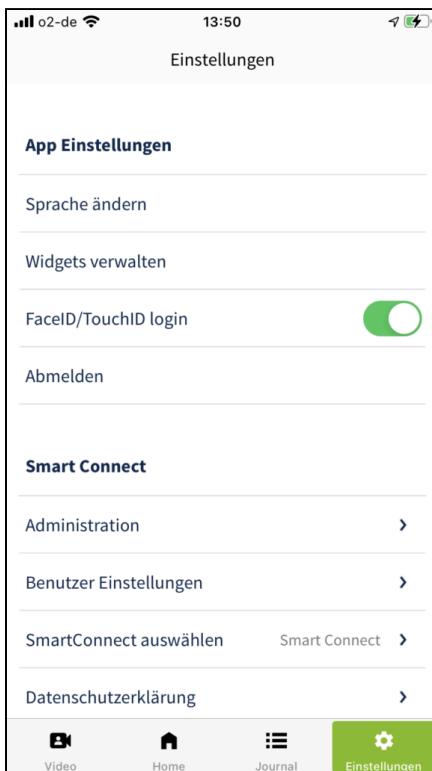 o2-de 13:50
Einstellungen
App Einstellungen
Sprache ändern
Widgets verwalten
FaceID/TouchID login
Abmelden
Smart Connect
Administration
Benutzer Einstellungen
SmartConnect auswählen Smart Connect
Datenschutzerklärung
Video Home Journal Einstellungen